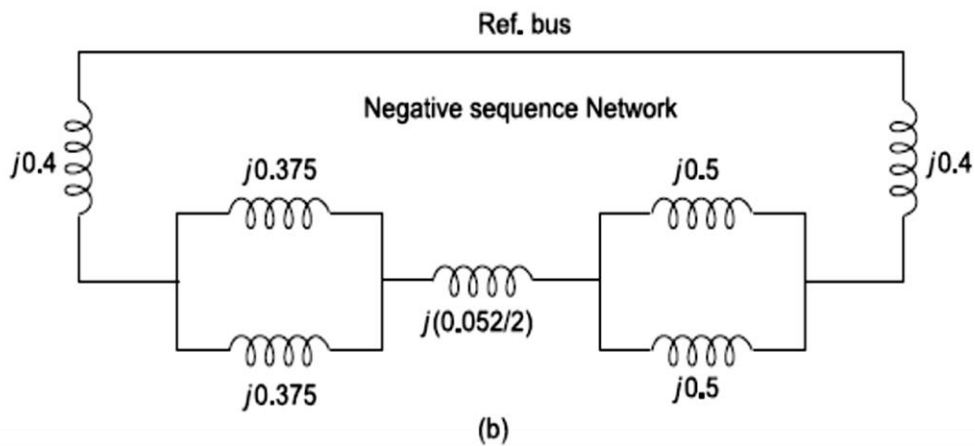 Ref. bus
Negative sequence Network
j0.4
j0.375
j0.5
j0.4
j(0.052/2)
j0.375
j0.5
(b)